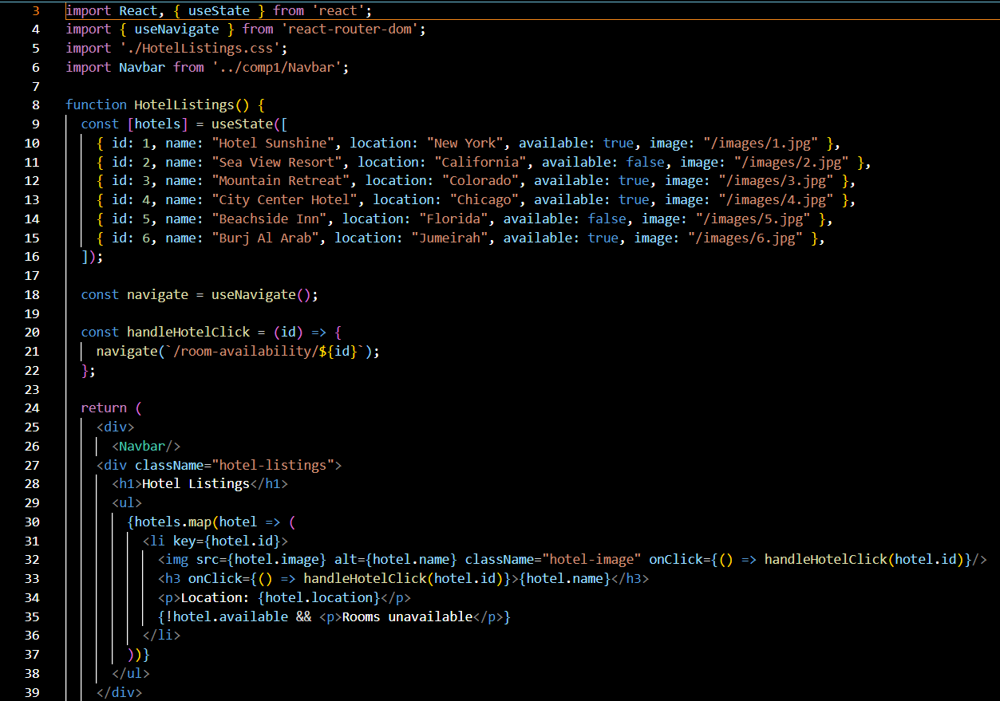 3 import React, { useState } from 'react';
4 import { useNavigate } from 'react-router-dom';
5 import './HotelListings.css';
6 import Navbar from '../comp1/Navbar';
7
8 function HotelListings() {
9   const [hotels] = useState([
10     { id: 1, name: "Hotel Sunshine", location: "New York", available: true, image: "/images/1.jpg" },
11     { id: 2, name: "Sea View Resort", location: "California", available: false, image: "/images/2.jpg" },
12     { id: 3, name: "Mountain Retreat", location: "Colorado", available: true, image: "/images/3.jpg" },
13     { id: 4, name: "City Center Hotel", location: "Chicago", available: true, image: "/images/4.jpg" },
14     { id: 5, name: "Beachside Inn", location: "Florida", available: false, image: "/images/5.jpg" },
15     { id: 6, name: "Burj Al Arab", location: "Jumeirah", available: true, image: "/images/6.jpg" },
16   ]);
17
18   const navigate = useNavigate();
19
20   const handleHotelClick = (id) => {
21     navigate(`/room-availability/${id}`);
22   };
23
24   return (
25     <div>
26       <Navbar/>
27     <div className="hotel-listings">
28       <h1>Hotel Listings</h1>
29       <ul>
30         {hotels.map(hotel => (
31           <li key={hotel.id}>
32             <img src={hotel.image} alt={hotel.name} className="hotel-image" onClick={() => handleHotelClick(hotel.id)}/>
33             <h3 onClick={() => handleHotelClick(hotel.id)}>{hotel.name}</h3>
34             <p>Location: {hotel.location}</p>
35             {!hotel.available && <p>Rooms unavailable</p>}
36           </li>
37         ))}
38       </ul>
39     </div>